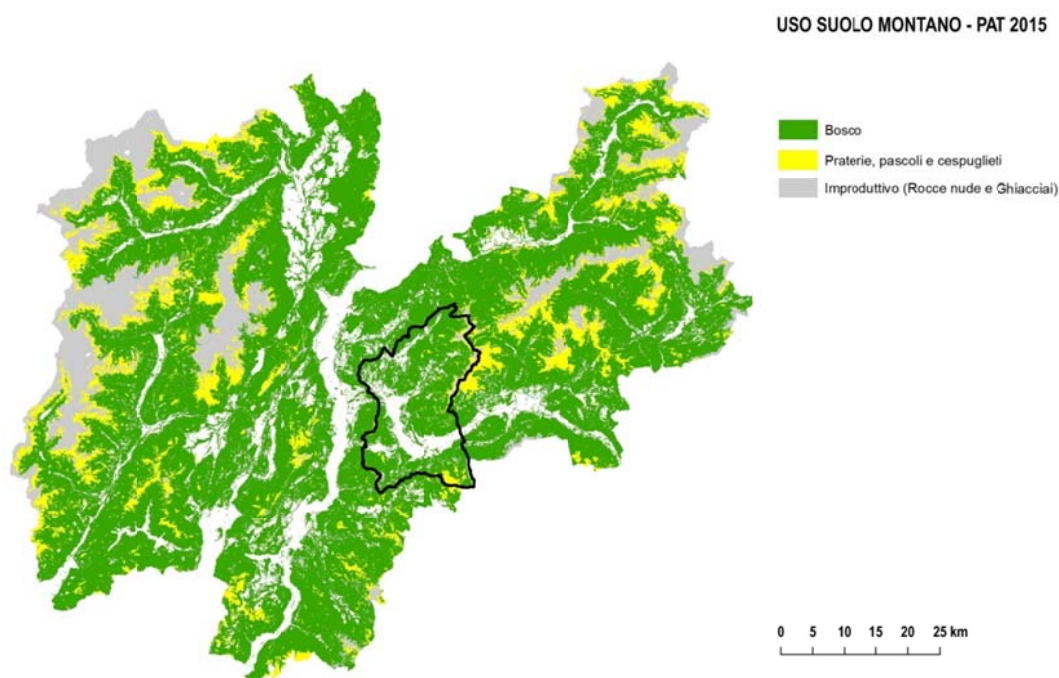 USO SUOLO MONTANO - PAT 2015
Bosco
Praterie, pascoli e cespuglieti
Improduttivo (Rocce nude e Ghiacciai)
0 5 10 15 20 25 km